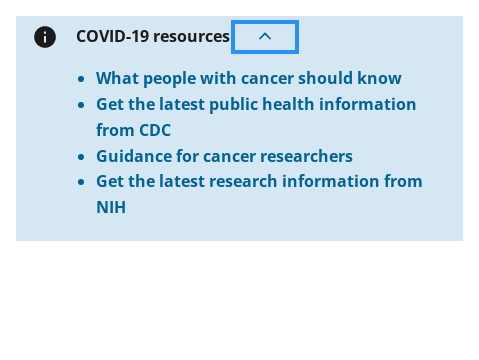 COVID-19 resources
What people with cancer should know
Get the latest public health information
from CDC
Guidance for cancer researchers
Get the latest research information from
NIH